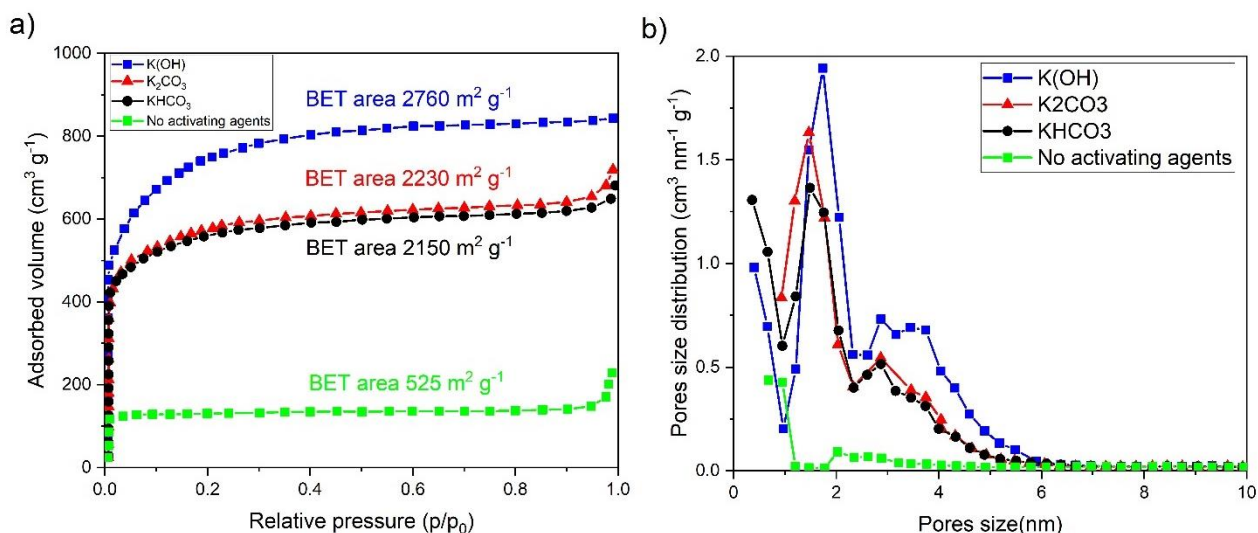 a)
1000
800
600
400
200
0
Adsorbed volume (cm³ g⁻¹)
K(OH)
K₂CO₃
KHCO₃
No activating agents
BET area 2760 m² g⁻¹
BET area 2230 m² g⁻¹
BET area 2150 m² g⁻¹
BET area 525 m² g⁻¹
0.0 0.2 0.4 0.6 0.8 1.0
Relative pressure (p/p₀)
b)
2.0
1.5
1.0
0.5
0.0
Pores size distribution (cm³ nm⁻¹ g⁻¹)
K(OH)
K2CO3
KHCO3
No activating agents
0 2 4 6 8 10
Pores size(nm)